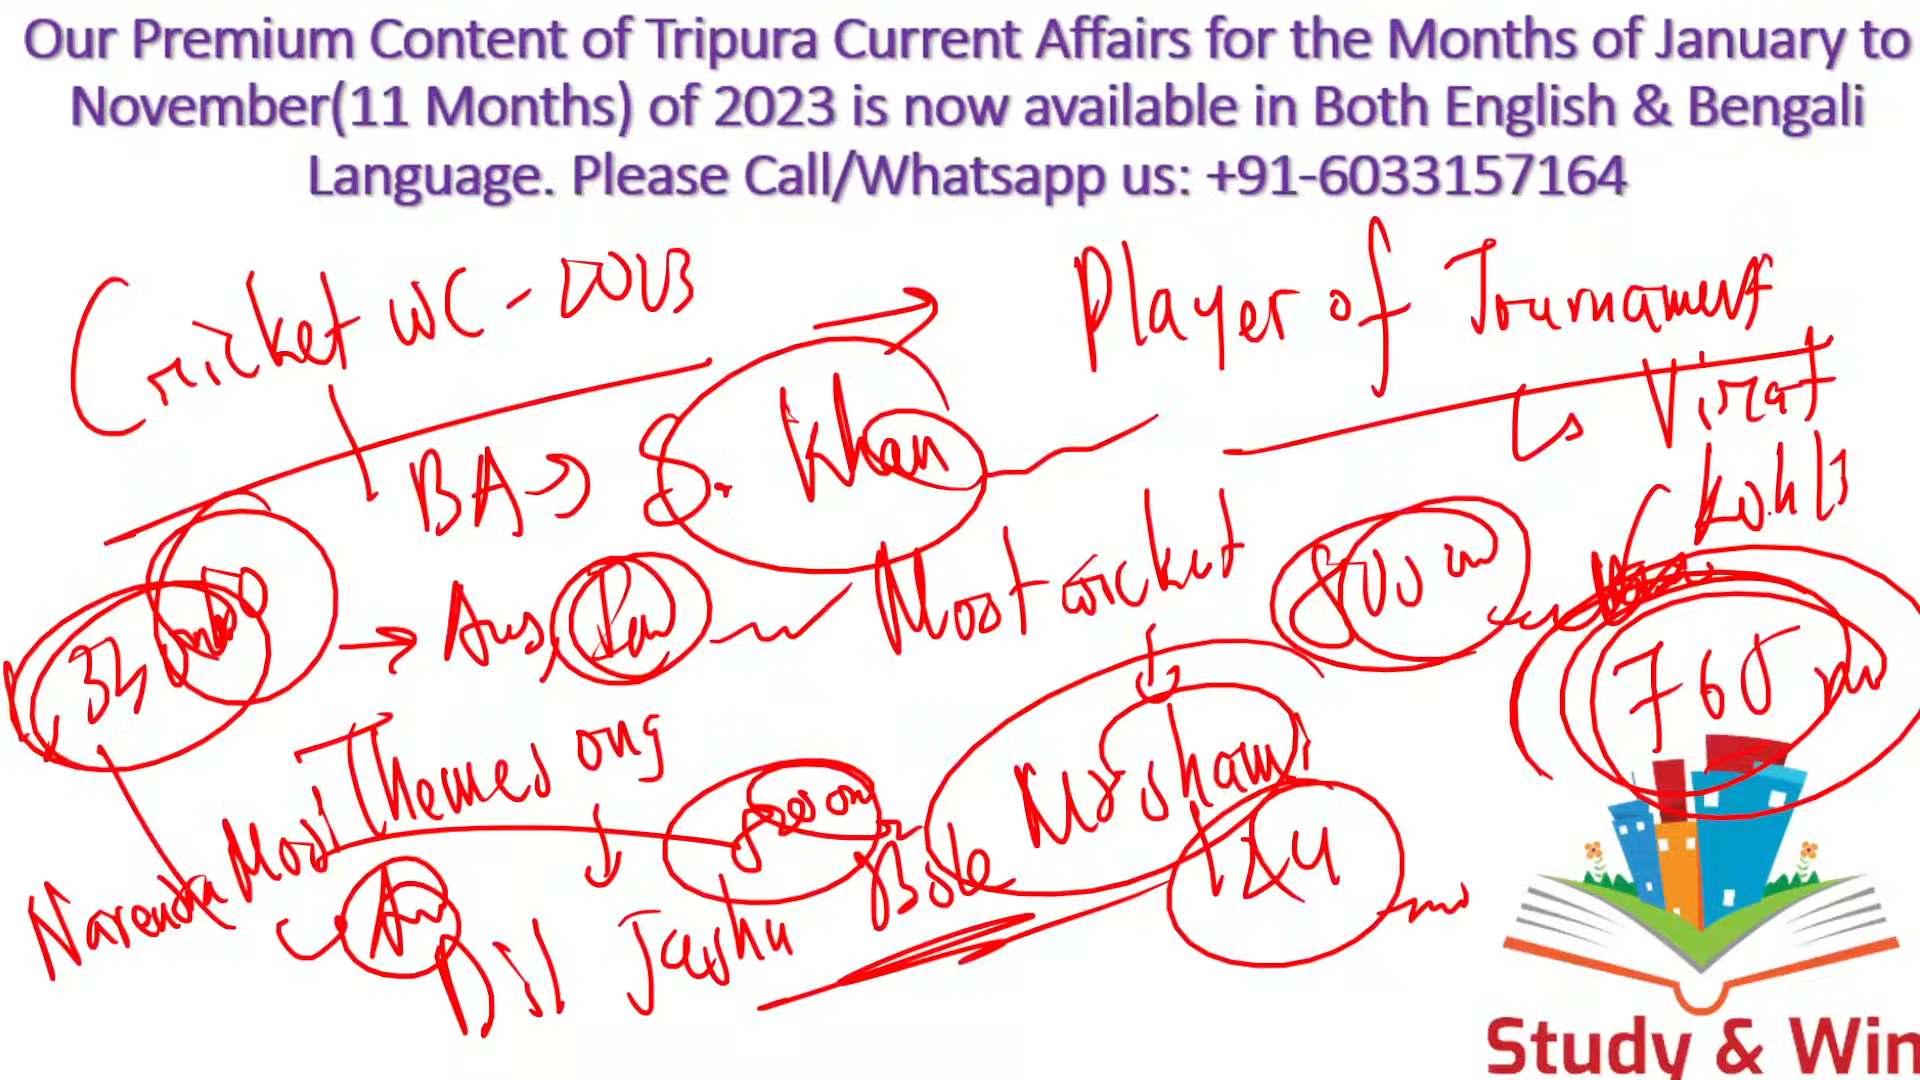 Our Premium Content of Tripura Current Affairs for the Months of January to
November(11 Months) of 2023 is now available in Both English & Bengali
Language. Please Call/Whatsapp us: +91-6033157164
Cricket WC - 2023
Player of Tournament
Virat
Kohli
BA → S. Khan
Most wicket
765
33
→ Aus,
Md Shami
Theme song
24
Narendra Modi
Dil Jashn Bole
Study & Win